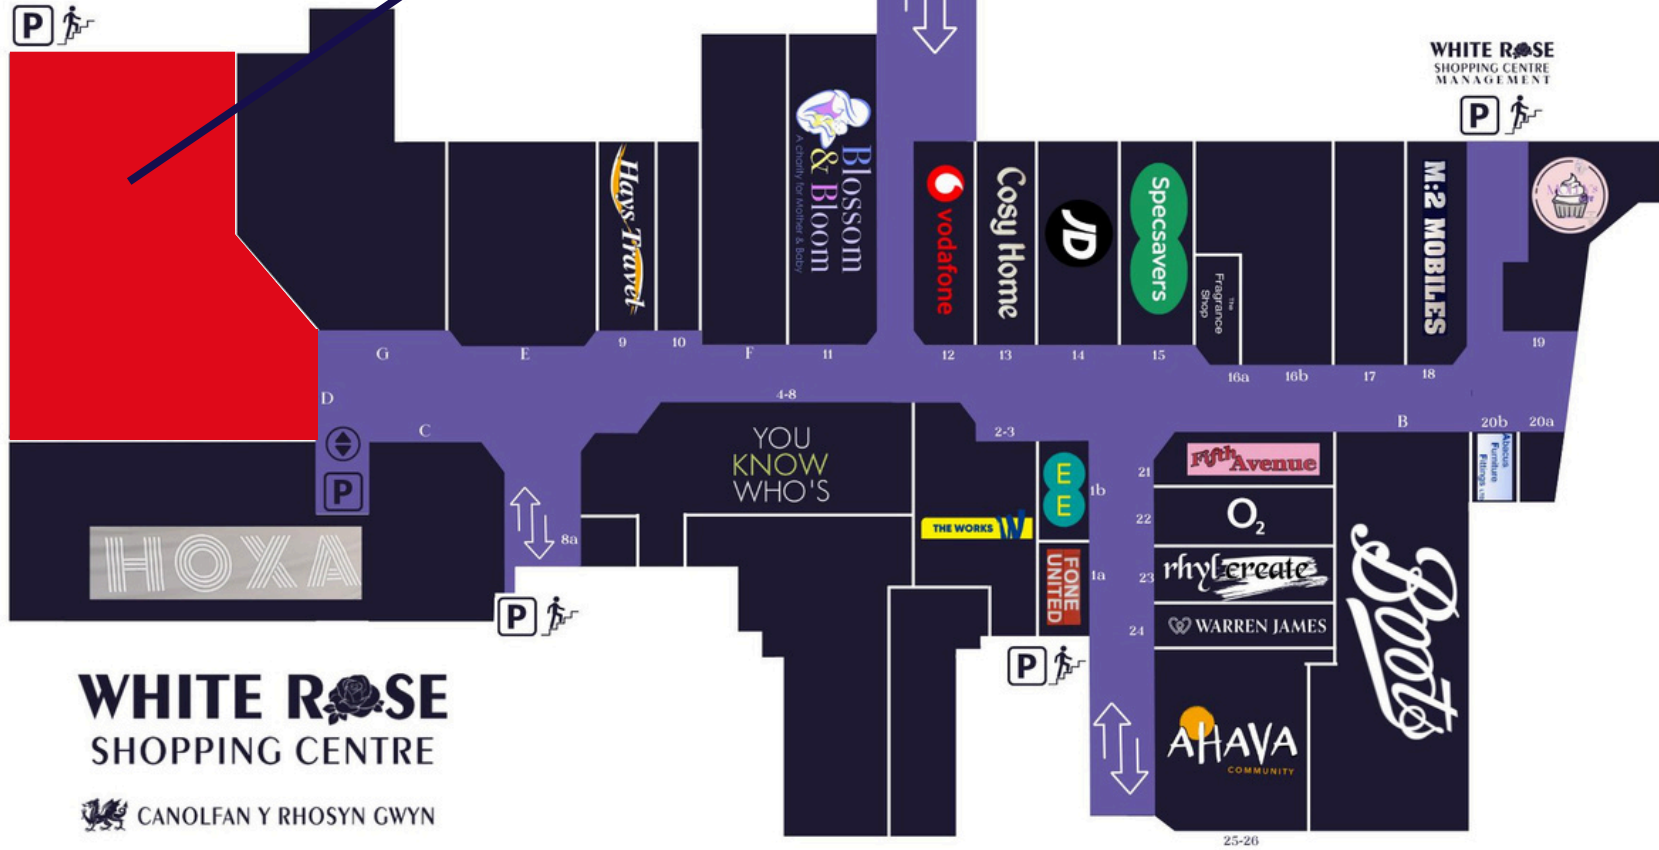 P
WHITE ROSE
SHOPPING CENTRE
MANAGEMENT
P
Hays Travel
Blossom
& Bloom
A charity for Mother & Baby
vodafone
Cosy Home
JD
Specsavers
The
Fragrance
Shop
M:2 MOBILES
G
E
9
10
F
11
12
13
14
15
16a
16b
17
18
19
D
C
4-8
2-3
B
20b
20a
P
YOU
KNOW
WHO'S
THE WORKS W
EE
1b
FONE
UNITED
1a
21
Fifth Avenue
22
O2
23
rhyl create
24
WARREN JAMES
Boots
Abacus
Furniture
Fittings
HOXA
8a
P
P
AHAVA
COMMUNITY
25-26
WHITE ROSE
SHOPPING CENTRE
CANOLFAN Y RHOSYN GWYN